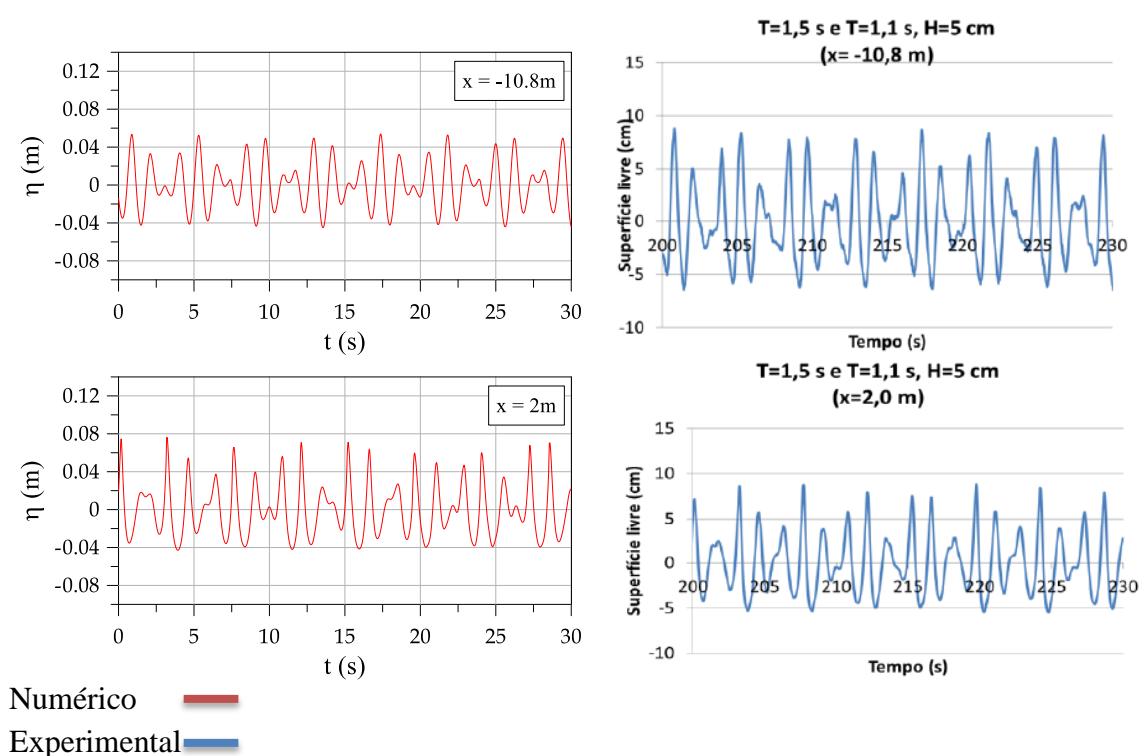 0.12
0.08
0.04
0
-0.04
-0.08
η (m)
x = -10.8m
0 5 10 15 20 25 30
t (s)
T=1,5 s e T=1,1 s, H=5 cm
(x= -10,8 m)
15
10
5
0
-5
-10
Superfície livre (cm)
200 205 210 215 220 225 230
Tempo (s)
0.12
0.08
0.04
0
-0.04
-0.08
η (m)
x = 2m
0 5 10 15 20 25 30
t (s)
T=1,5 s e T=1,1 s, H=5 cm
(x=2,0 m)
15
10
5
0
-5
-10
Superfície livre (cm)
200 205 210 215 220 225 230
Tempo (s)
Numérico
Experimental